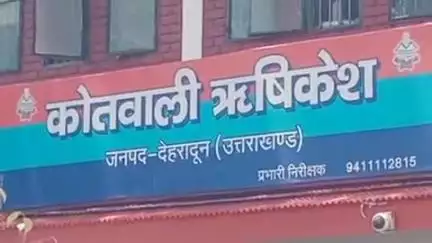 कोतवाली ऋषिकेश
जनपद-देहरादून (उत्तराखण्ड)
प्रभारी निरीक्षक 9411112815